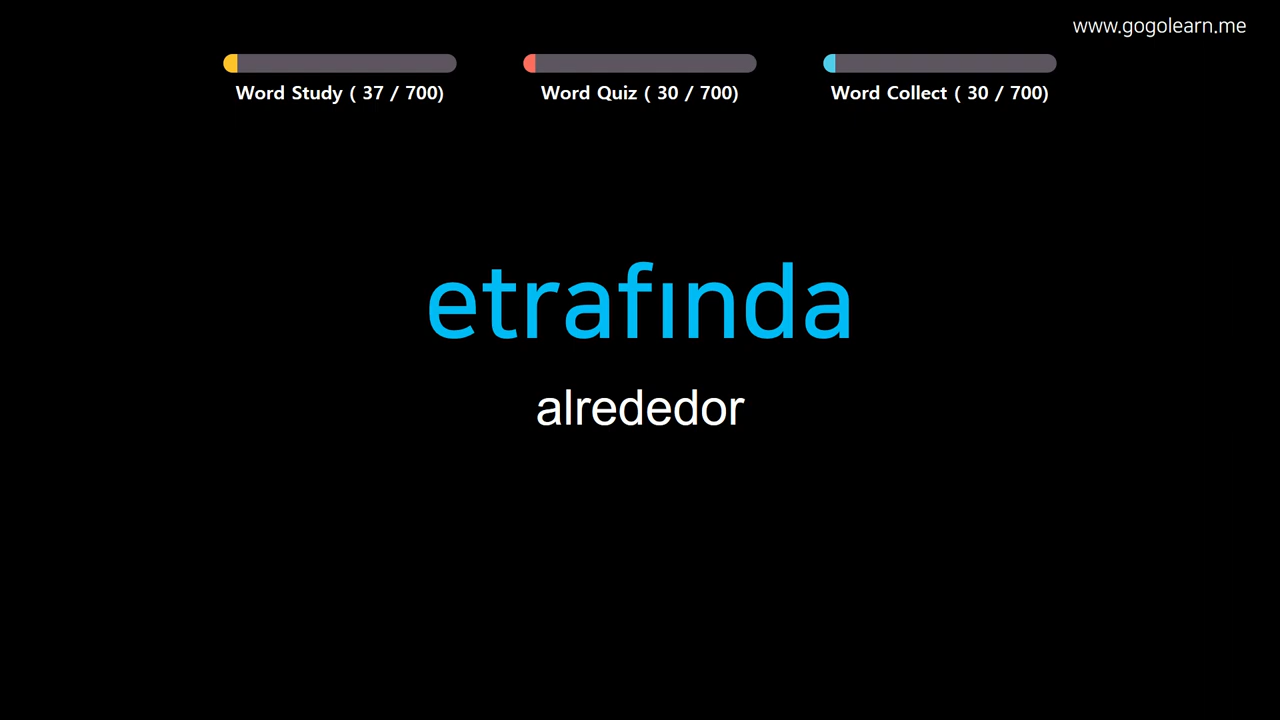 www.gogolearn.me
Word Study ( 37 / 700)
Word Quiz ( 30 / 700)
Word Collect ( 30 / 700)
etrafında
alrededor